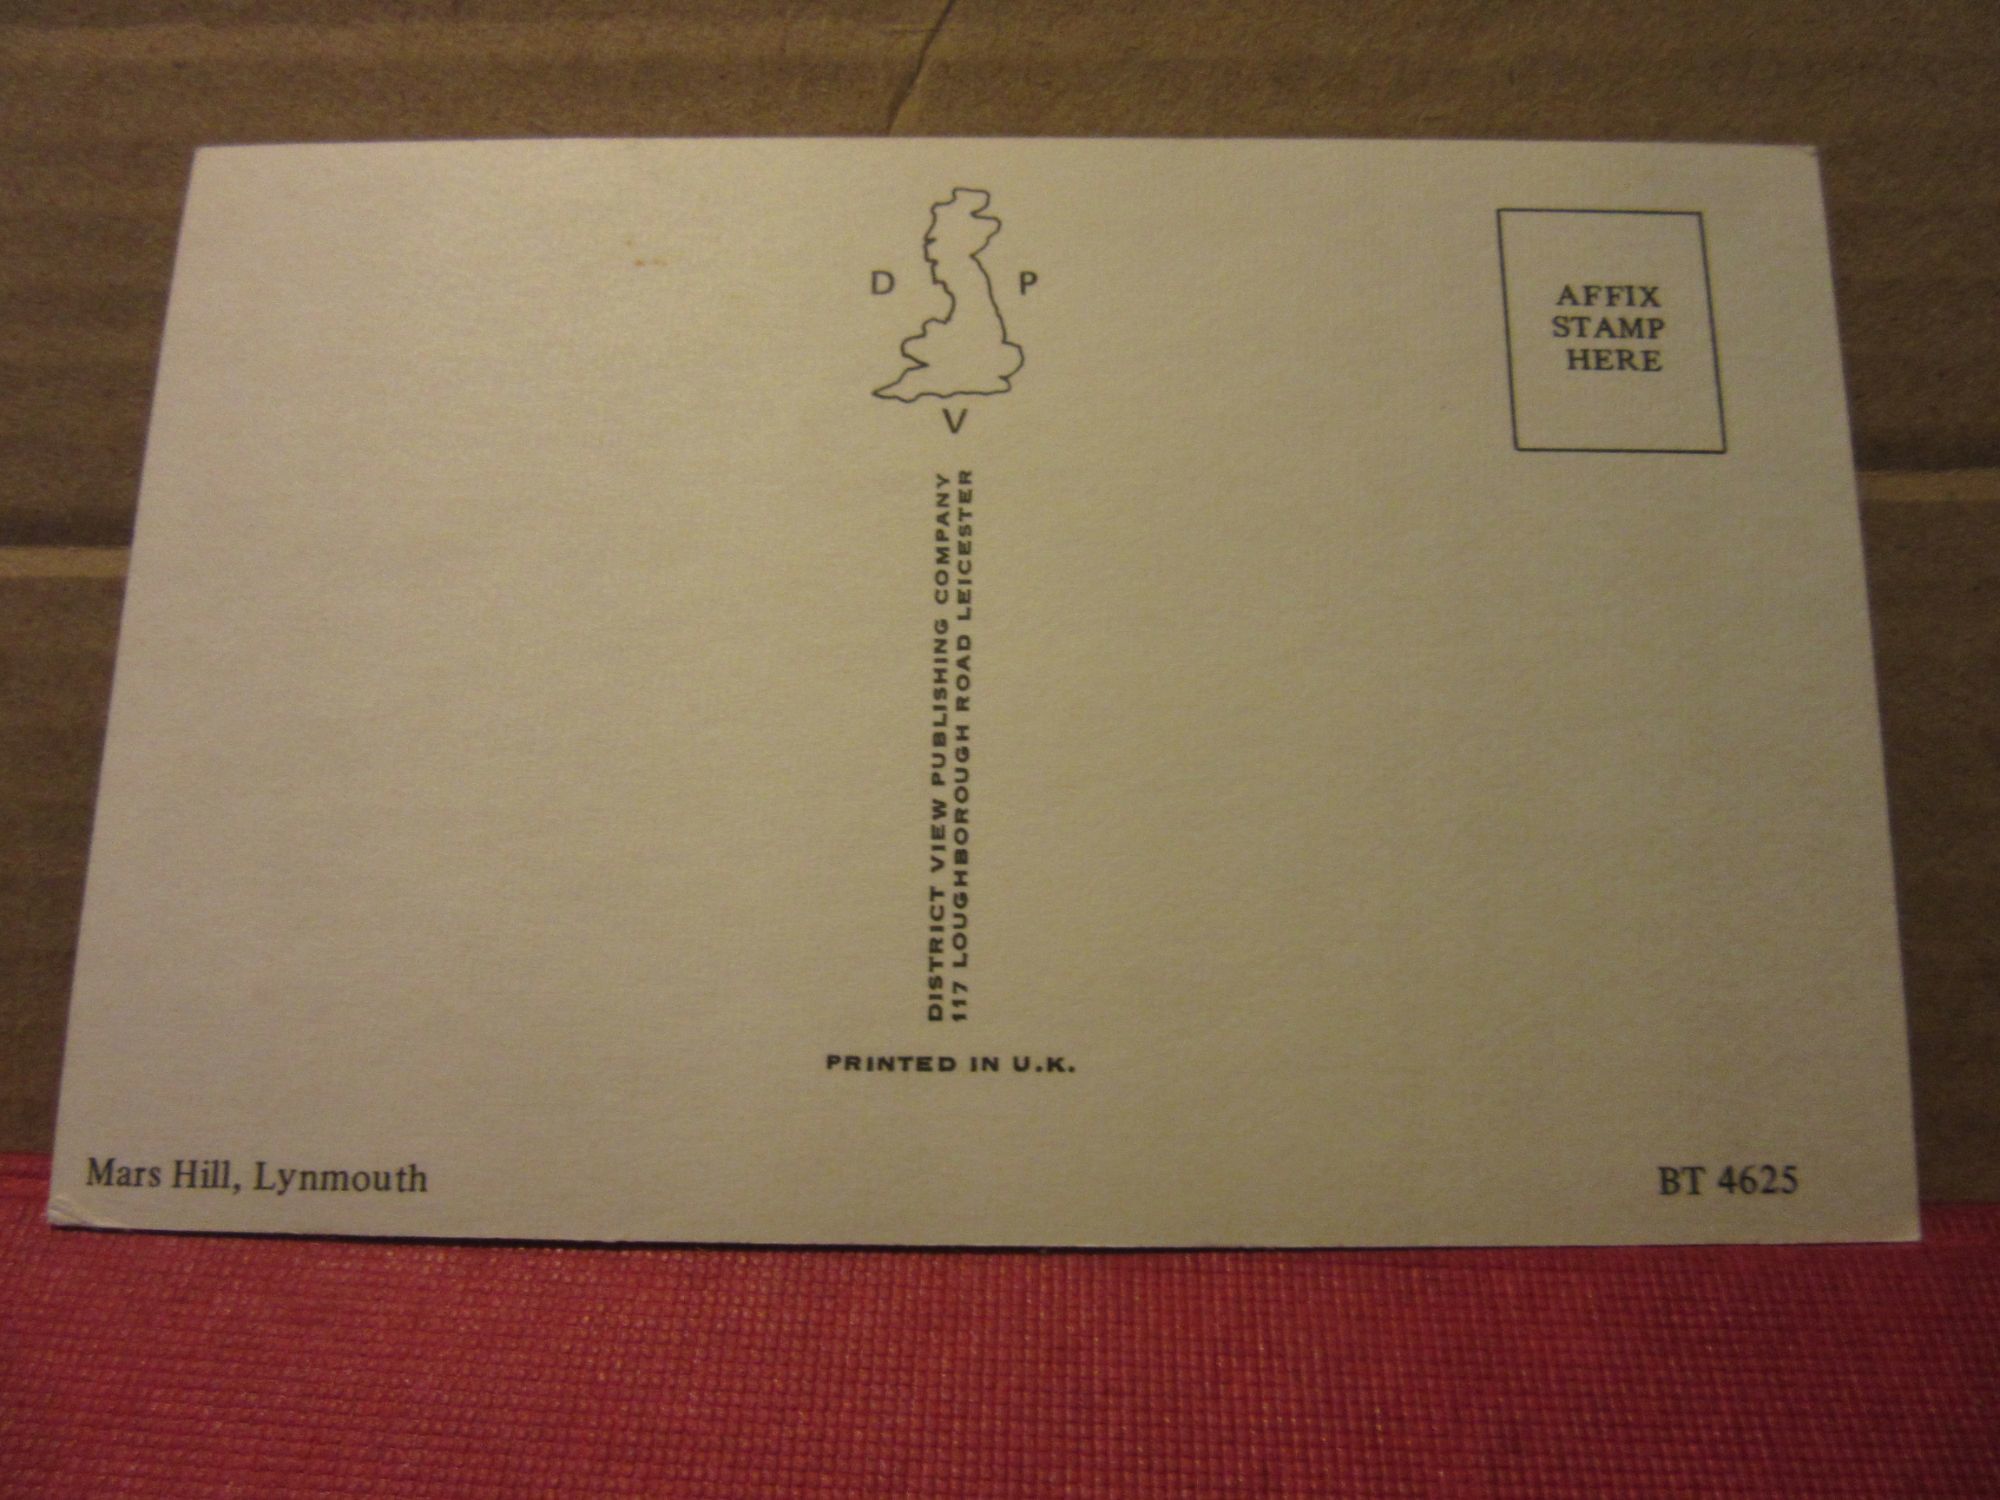 D P
V
AFFIX
STAMP
HERE
DISTRICT VIEW PUBLISHING COMPANY
117 LOUGHBOROUGH ROAD LEICESTER
PRINTED IN U.K.
Mars Hill, Lynmouth
BT 4625